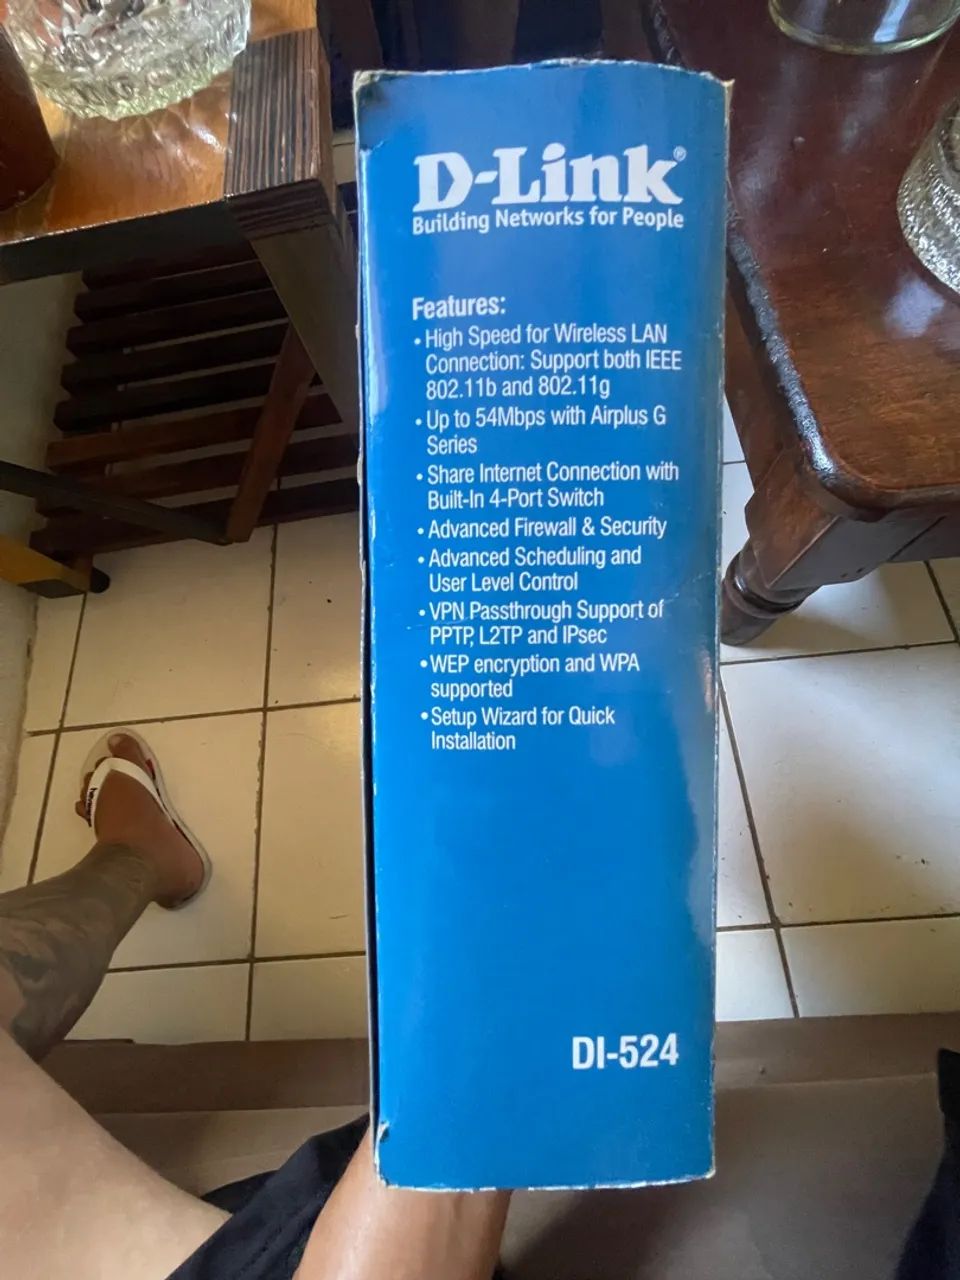 D-Link®
Building Networks for People
Features:
• High Speed for Wireless LAN
Connection: Support both IEEE
802.11b and 802.11g
• Up to 54Mbps with Airplus G
Series
• Share Internet Connection with
Built-In 4-Port Switch
• Advanced Firewall & Security
• Advanced Scheduling and
User Level Control
• VPN Passthrough Support of
PPTP, L2TP and IPsec
• WEP encryption and WPA
supported
• Setup Wizard for Quick
Installation
DI-524